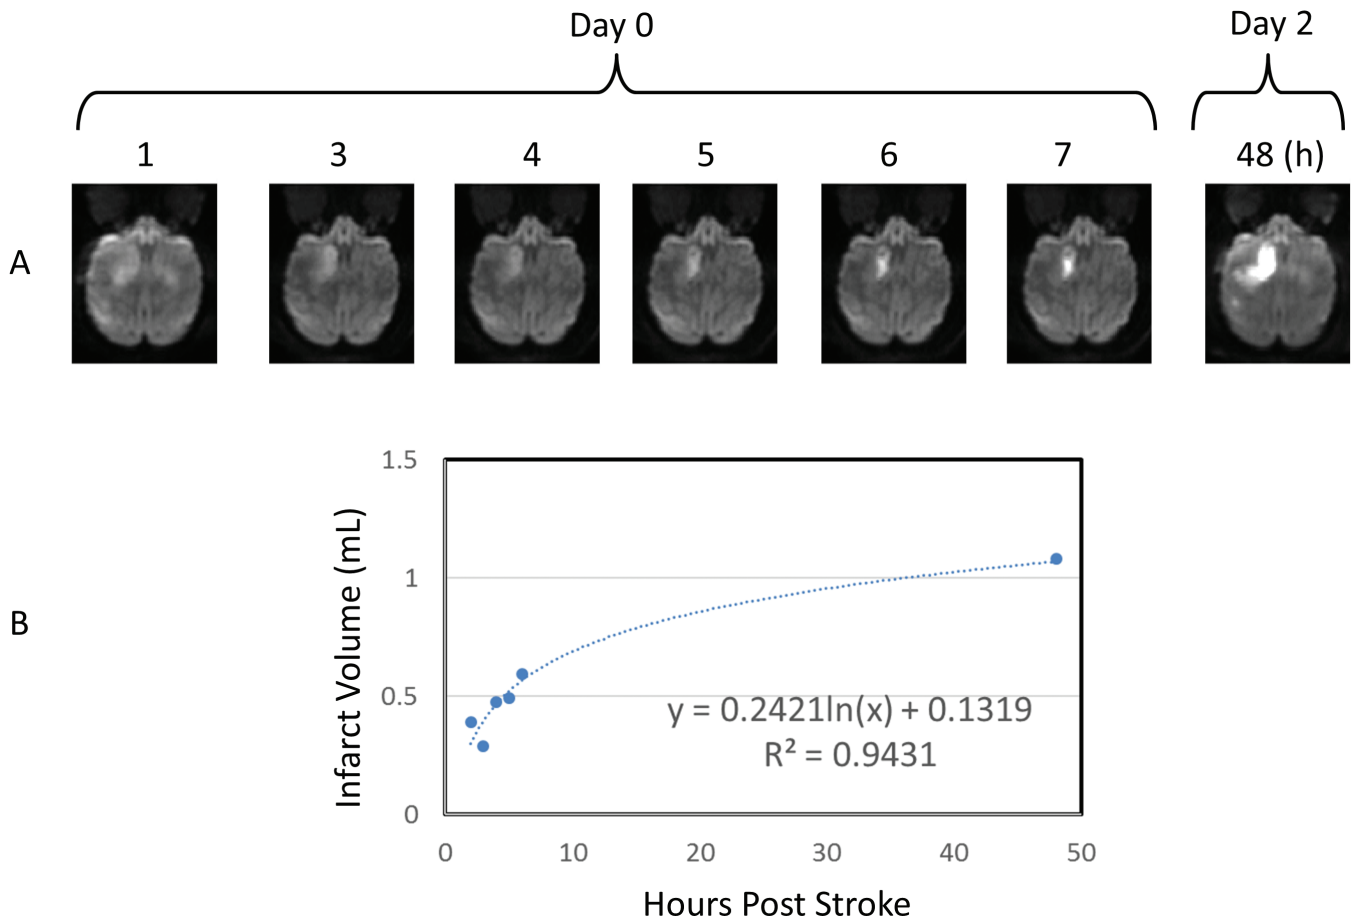 Day 0
Day 2
1 3 4 5 6 7 48 (h)
A
B
1.5
1
0.5
0
Infarct Volume (mL)
y = 0.2421ln(x) + 0.1319
R² = 0.9431
0 10 20 30 40 50
Hours Post Stroke